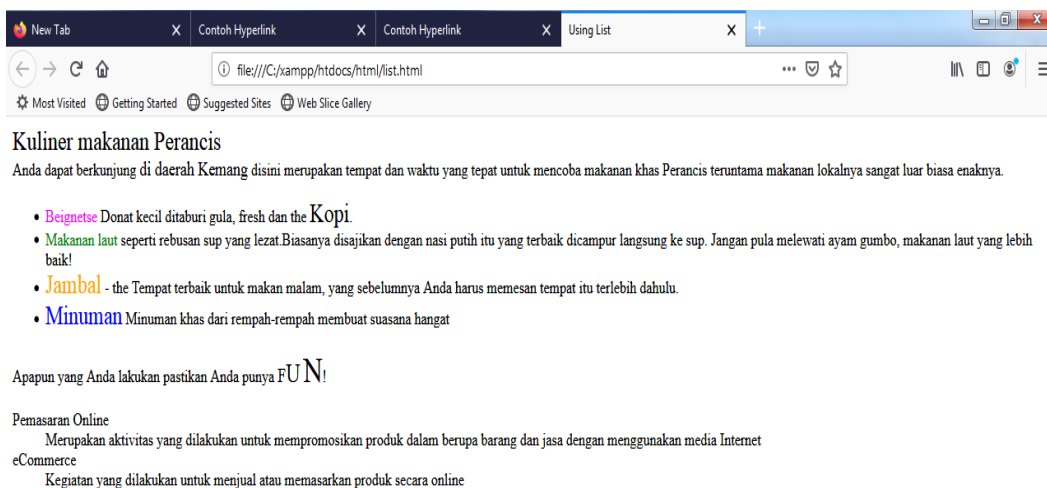 New Tab X Contoh Hyperlink X Contoh Hyperlink X Using List X +
file:///C:/xampp/htdocs/html/list.html
Most Visited Getting Started Suggested Sites Web Slice Gallery
Kuliner makanan Perancis
Anda dapat berkunjung di daerah Kemang disini merupakan tempat dan waktu yang tepat untuk mencoba makanan khas Perancis teruntama makanan lokalnya sangat luar biasa enaknya.
• Beignetse Donat kecil ditaburi gula, fresh dan the Kopi.
• Makanan laut seperti rebusan sup yang lezat.Biasanya disajikan dengan nasi putih itu yang terbaik dicampur langsung ke sup. Jangan pula melewati ayam gumbo, makanan laut yang lebih
baik!
• Jambal - the Tempat terbaik untuk makan malam, yang sebelumnya Anda harus memesan tempat itu terlebih dahulu.
• Minuman Minuman khas dari rempah-rempah membuat suasana hangat
Apapun yang Anda lakukan pastikan Anda punya FUN!
Pemasaran Online
Merupakan aktivitas yang dilakukan untuk mempromosikan produk dalam berupa barang dan jasa dengan menggunakan media Internet
eCommerce
Kegiatan yang dilakukan untuk menjual atau memasarkan produk secara online